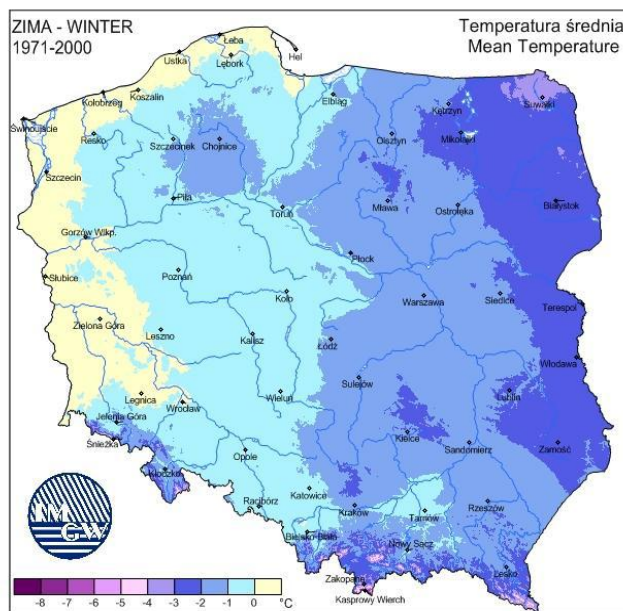 ZIMA - WINTER
1971-2000
Temperatura średnia
Mean Temperature
Łeba
Hel
Ustka
Lębork
Koszalin
Kołobrzeg
Elbląg
Kętrzyn
Suwałki
Świnoujście
Resko
Szczecinek
Chojnice
Olsztyn
Mikołajki
Szczecin
Piła
Toruń
Mława
Ostrołęka
Białystok
Gorzów Wlkp.
Płock
Słubice
Poznań
Koło
Warszawa
Siedlce
Terespol
Zielona Góra
Leszno
Kalisz
Łódź
Włodawa
Sulejów
Legnica
Wrocław
Wieluń
Lublin
Jelenia Góra
Śnieżka
Kielce
Sandomierz
Zamość
Kłodzko
Opole
Racibórz
Katowice
Kraków
Tarnów
Rzeszów
Bielsko-Biała
Nowy Sącz
Lesko
Zakopane
Kasprowy Wierch
IM
GW
-8 -7 -6 -5 -4 -3 -2 -1 0 °C